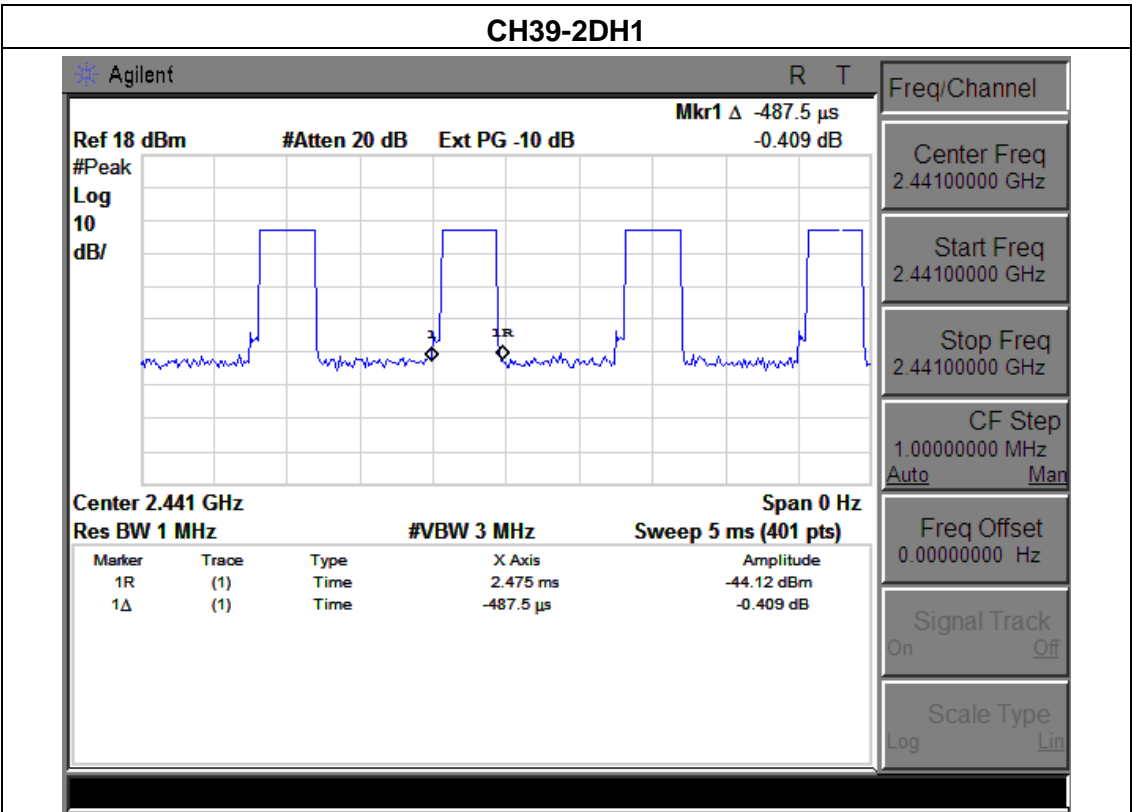 CH39-2DH1
Agilent R T
Mkr1 Δ -487.5 µs
Ref 18 dBm #Atten 20 dB Ext PG -10 dB -0.409 dB
#Peak
Log
10
dB/
1 1R
Center 2.441 GHz Span 0 Hz
Res BW 1 MHz #VBW 3 MHz Sweep 5 ms (401 pts)
Marker Trace Type X Axis Amplitude
1R (1) Time 2.475 ms -44.12 dBm
1Δ (1) Time -487.5 µs -0.409 dB
Freq/Channel
Center Freq
2.44100000 GHz
Start Freq
2.44100000 GHz
Stop Freq
2.44100000 GHz
CF Step
1.00000000 MHz
Auto Man
Freq Offset
0.00000000 Hz
Signal Track
On Off
Scale Type
Log Lin